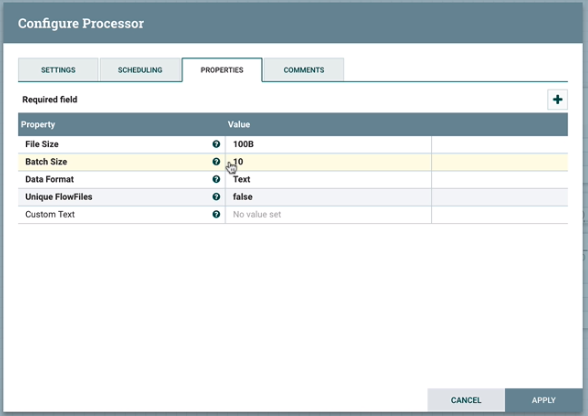 Configure Processor
SETTINGS SCHEDULING PROPERTIES COMMENTS
Required field
Property Value
File Size 100B
Batch Size 10
Data Format Text
Unique FlowFiles false
Custom Text No value set
CANCEL APPLY